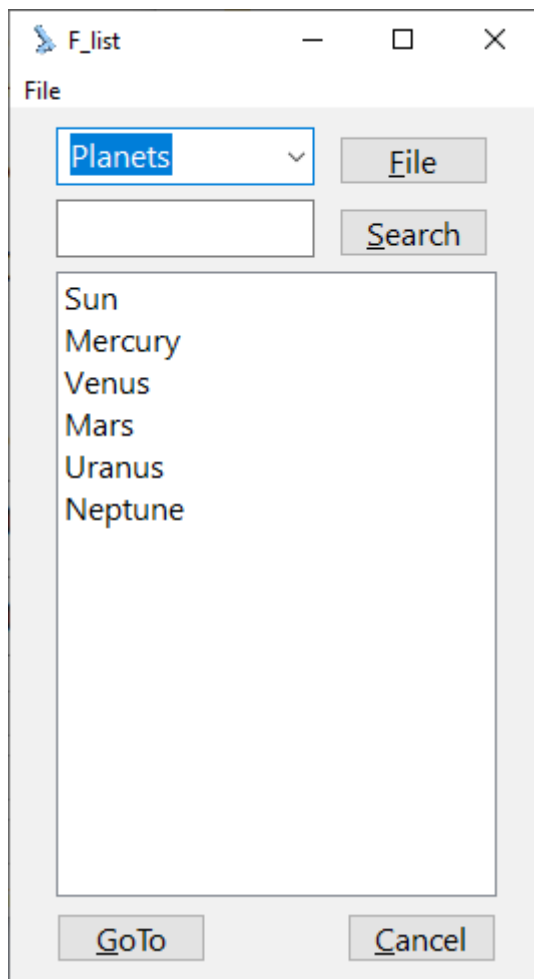 F_list
File
Planets
File
Search
Sun
Mercury
Venus
Mars
Uranus
Neptune
GoTo
Cancel